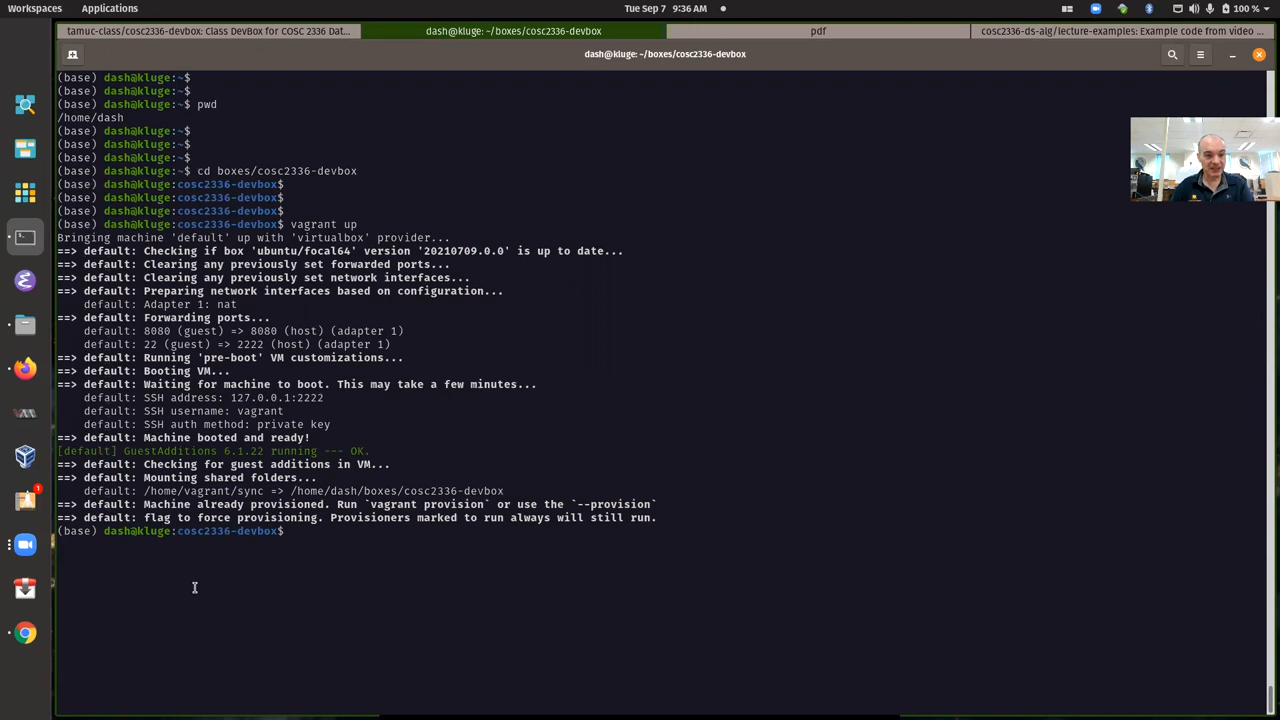 Workspaces
Applications
Tue Sep 7 9:36 AM
100 %
tamuc-class/cosc2336-devbox: Class DevBox for COSC 2336 Dat...
dash@kluge: ~/boxes/cosc2336-devbox
pdf
cosc2336-ds-alg/lecture-examples: Example code from video ...
dash@kluge: ~/boxes/cosc2336-devbox
(base) dash@kluge:~$
(base) dash@kluge:~$
(base) dash@kluge:~$ pwd
/home/dash
(base) dash@kluge:~$
(base) dash@kluge:~$
(base) dash@kluge:~$
(base) dash@kluge:~$ cd boxes/cosc2336-devbox
(base) dash@kluge:cosc2336-devbox$
(base) dash@kluge:cosc2336-devbox$
(base) dash@kluge:cosc2336-devbox$
(base) dash@kluge:cosc2336-devbox$ vagrant up
Bringing machine 'default' up with 'virtualbox' provider...
==> default: Checking if box 'ubuntu/focal64' version '20210709.0.0' is up to date...
==> default: Clearing any previously set forwarded ports...
==> default: Clearing any previously set network interfaces...
==> default: Preparing network interfaces based on configuration...
default: Adapter 1: nat
==> default: Forwarding ports...
default: 8080 (guest) => 8080 (host) (adapter 1)
default: 22 (guest) => 2222 (host) (adapter 1)
==> default: Running 'pre-boot' VM customizations...
==> default: Booting VM...
==> default: Waiting for machine to boot. This may take a few minutes...
default: SSH address: 127.0.0.1:2222
default: SSH username: vagrant
default: SSH auth method: private key
==> default: Machine booted and ready!
[default] GuestAdditions 6.1.22 running --- OK.
==> default: Checking for guest additions in VM...
==> default: Mounting shared folders...
default: /home/vagrant/sync => /home/dash/boxes/cosc2336-devbox
==> default: Machine already provisioned. Run `vagrant provision` or use the `--provision`
==> default: flag to force provisioning. Provisioners marked to run always will still run.
(base) dash@kluge:cosc2336-devbox$